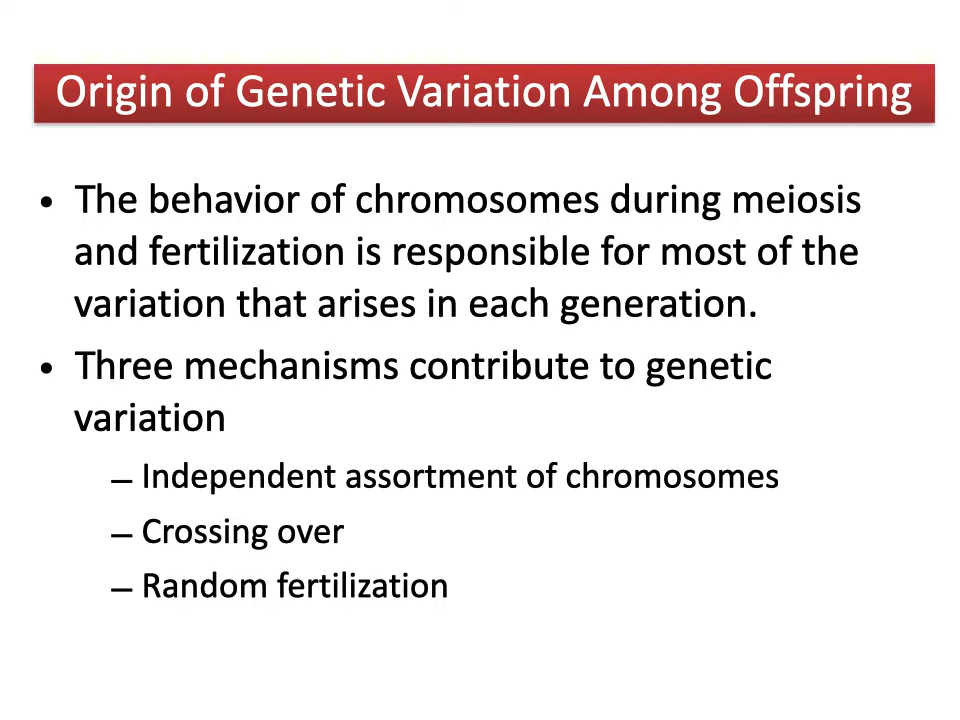 Origin of Genetic Variation Among Offspring
• The behavior of chromosomes during meiosis
and fertilization is responsible for most of the
variation that arises in each generation.
• Three mechanisms contribute to genetic
variation
– Independent assortment of chromosomes
– Crossing over
– Random fertilization